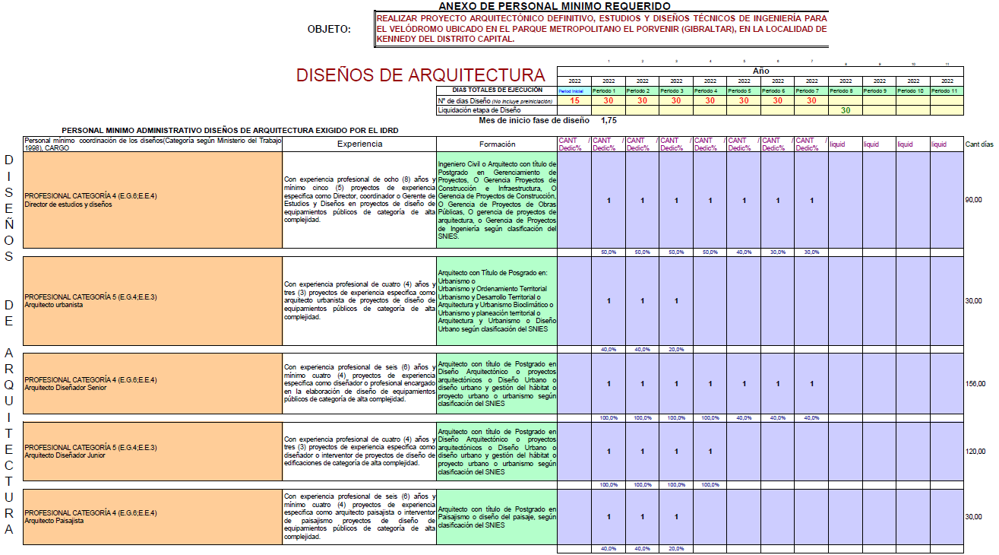 ANEXO DE PERSONAL MINIMO REQUERIDO
OBJETO:
REALIZAR PROYECTO ARQUITECTÓNICO DEFINITIVO, ESTUDIOS Y DISEÑOS TÉCNICOS DE INGENIERÍA PARA
EL VELÓDROMO UBICADO EN EL PARQUE METROPOLITANO EL PORVENIR (GIBRALTAR), EN LA LOCALIDAD DE
KENNEDY DEL DISTRITO CAPITAL.
1 2 3 4 5 6 7 8 9 10 11
DISEÑOS DE ARQUITECTURA
Año
2022 2022 2022 2022 2022 2022 2022 2022 2022 2022 2022 2022
DIAS TOTALES DE EJECUCIÓN Period inicial Periodo 1 Periodo 2 Periodo 3 Periodo 4 Periodo 5 Periodo 6 Periodo 7 Periodo 8 Periodo 9 Periodo 10 Periodo 11
N° de dias Diseño (No incluye preiniciación) 15 30 30 30 30 30 30 30
Liquidación etapa de Diseño 30
Mes de inicio fase de diseño 1,75
PERSONAL MINIMO ADMINISTRATIVO DISEÑOS DE ARQUITECTURA EXIGIDO POR EL IDRD
Personal mínimo coordinación de los diseños(Categoría según Ministerio del Trabajo
1998), CARGO
Experiencia
Formación
CANT / Dedic% CANT / Dedic% CANT / Dedic% CANT / Dedic% CANT / Dedic% CANT / Dedic% CANT / Dedic% CANT / Dedic% liquid liquid liquid liquid Cant días
DISEÑOS DE ARQUITECTURA
PROFESIONAL CATEGORÍA 4 (E.G.6;E.E.4)
Director de estudios y diseños
Con experiencia profesional de ocho (8) años y
mínimo cinco (5) proyectos de experiencia
especifica como Director, coordinador o Gerente de
Estudios y Diseños en proyectos de diseño de
equipamientos públicos de categoría de alta
complejidad.
Ingeniero Civil o Arquitecto con título de
Postgrado en Gerenciamiento de
Proyectos, O Gerencia Proyectos de
Construcción e Infraestructura, O
Gerencia de Proyectos de Construcción,
O Gerencia de Proyectos de Obras
Públicas, O gerencia de proyectos de
arquitectura, o Gerencia de Proyectos
de Ingeniería según clasificación del
SNIES.
1 1 1 1 1 1 1 90,00
50,0% 50,0% 50,0% 50,0% 40,0% 30,0% 30,0%
PROFESIONAL CATEGORÍA 5 (E.G.4;E.E.3)
Arquitecto urbanista
Con experiencia profesional de cuatro (4) años y
tres (3) proyectos de experiencia especifica como
arquitecto urbanista de proyectos de diseño de
equipamientos públicos de categoría de alta
complejidad.
Arquitecto con Título de Posgrado en:
Urbanismo o
Urbanismo y Ordenamiento Territorial
Urbanismo y Desarrollo Territorial o
Arquitectura y Urbanismo Bioclimático o
Urbanismo y planeación territorial o
Arquitectura y Urbanismo o Diseño
Urbano según clasificación del SNIES
1 1 1 30,00
40,0% 40,0% 20,0%
PROFESIONAL CATEGORÍA 4 (E.G.6;E.E.4)
Arquitecto Diseñador Senior
Con experiencia profesional de seis (6) años y
mínimo cuatro (4) proyectos de experiencia
especifica como diseñador o profesional encargado
en la elaboración de diseño de equipamientos
públicos de categoría de alta complejidad.
Arquitecto con título de Postgrado en
Diseño Arquitectónico o proyectos
arquitectónicos o Diseño Urbano o
diseño urbano y gestión del hábitat o
proyecto urbano o urbanismo según
clasificación del SNIES
1 1 1 1 1 1 1 156,00
100,0% 100,0% 100,0% 100,0% 40,0% 40,0% 40,0%
PROFESIONAL CATEGORÍA 5 (E.G.4;E.E.3)
Arquitecto Diseñador Junior
Con experiencia profesional de cuatro (4) años y
tres (3) proyectos de experiencia especifica como
diseñador o interventor de proyectos de diseño de
edificaciones de categoría de alta complejidad.
Arquitecto con título de Postgrado en
Diseño Arquitectónico o proyectos
arquitectónicos o Diseño Urbano o
diseño urbano y gestión del hábitat o
proyecto urbano o urbanismo según
clasificación del SNIES
1 1 1 1 120,00
100,0% 100,0% 100,0% 100,0%
PROFESIONAL CATEGORÍA 4 (E.G.6;E.E.4)
Arquitecto Paisajista
Con experiencia profesional de seis (6) años y
mínimo cuatro (4) proyectos de experiencia
especifica como arquitecto paisajista o interventor
de paisajismo proyectos de diseño de
equipamientos públicos de categoría de alta
complejidad.
Arquitecto con título de Postgrado en
Paisajismo o diseño del paisaje, según
clasificación del SNIES
1 1 1 30,00
40,0% 40,0% 20,0%